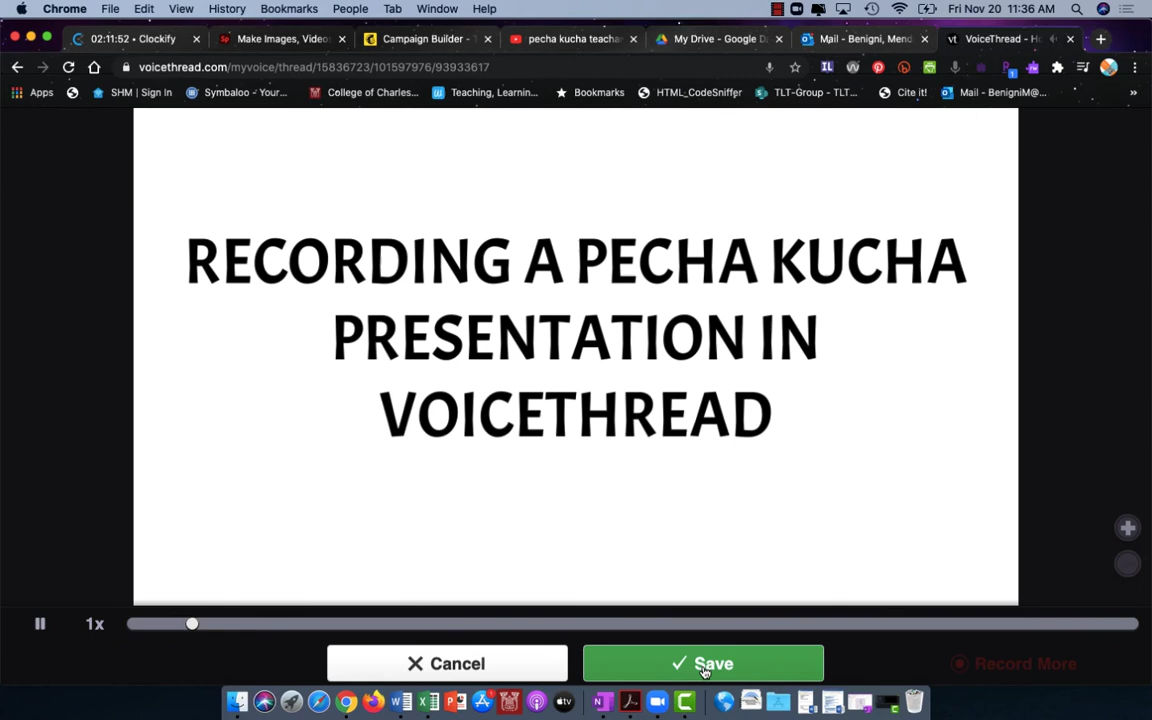 Chrome File Edit View History Bookmarks People Tab Window Help Fri Nov 20 11:36 AM
02:11:52 • Clockify Make Images, Video Campaign Builder - pecha kucha teacha My Drive - Google D Mail - Benigni, Mend VoiceThread - H
voicethread.com/myvoice/thread/15836723/101597976/93933617
Apps SHM | Sign In Symbaloo - Your... College of Charles... Teaching, Learnin... Bookmarks HTML_CodeSniffer TLT-Group - TLT... Cite it! Mail - BenigniM@... »
RECORDING A PECHA KUCHA
PRESENTATION IN
VOICETHREAD
1x
Cancel Save Record More